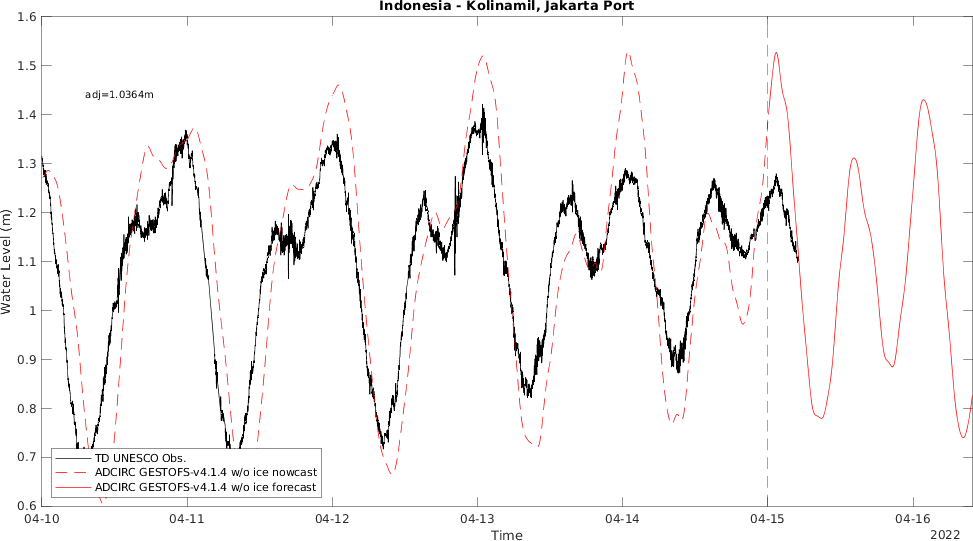 Indonesia - Kolinamil, Jakarta Port
1.6
1.5
1.4
1.3
1.2
1.1
1
0.9
0.8
0.7
0.6
Water Level (m)
adj=1.0364m
TD UNESCO Obs.
ADCIRC GESTOFS-v4.1.4 w/o ice nowcast
ADCIRC GESTOFS-v4.1.4 w/o ice forecast
04-10 04-11 04-12 04-13 04-14 04-15 04-16
Time
2022